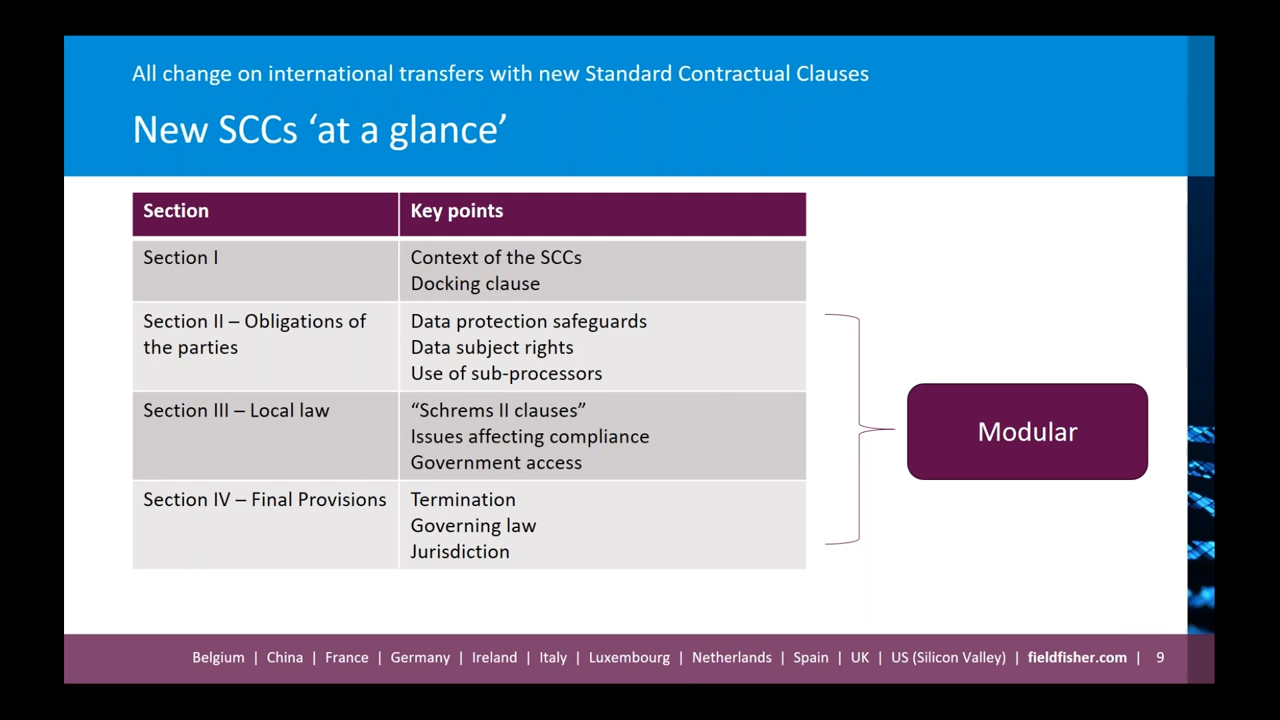 All change on international transfers with new Standard Contractual Clauses
New SCCs ‘at a glance’
Section
Key points
Section I
Context of the SCCs
Docking clause
Section II – Obligations of
the parties
Data protection safeguards
Data subject rights
Use of sub-processors
Section III – Local law
“Schrems II clauses”
Issues affecting compliance
Government access
Section IV – Final Provisions
Termination
Governing law
Jurisdiction
Modular
Belgium | China | France | Germany | Ireland | Italy | Luxembourg | Netherlands | Spain | UK | US (Silicon Valley) | fieldfisher.com | 9